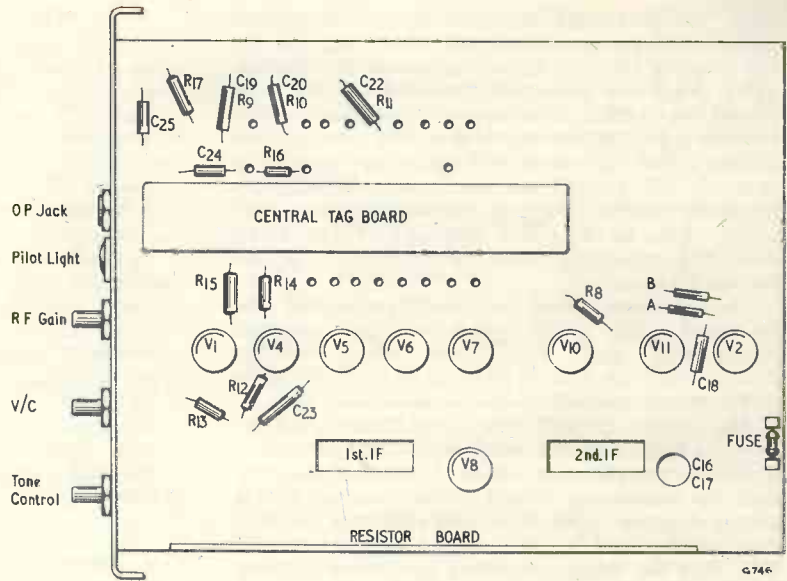 R17
C19
R9
C20
R10
C22
R11
C25
C24
R16
OP Jack
CENTRAL TAG BOARD
Pilot Light
R15
R14
RF Gain
R8
B
A
V1
V4
V5
V6
V7
V10
V11
V2
C18
V/C
R12
R13
C23
1st. IF
V8
2nd. IF
FUSE
C16
C17
Tone
Control
RESISTOR BOARD
G746